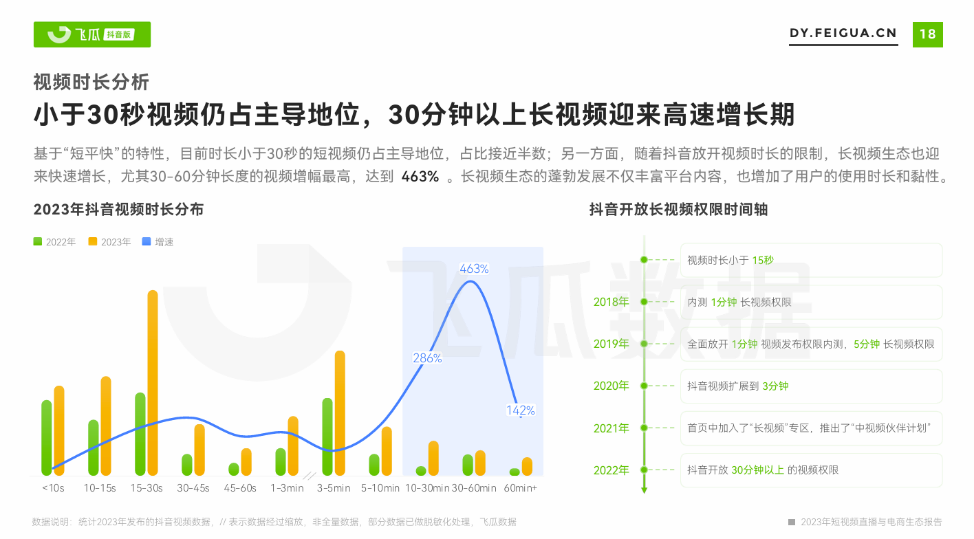 飞瓜 抖音版
DY.FEIGUA.CN
18
视频时长分析
小于30秒视频仍占主导地位，30分钟以上长视频迎来高速增长期
基于“短平快”的特性，目前时长小于30秒的短视频仍占主导地位，占比接近半数；另一方面，随着抖音放开视频时长的限制，长视频生态也迎
来快速增长，尤其30-60分钟长度的视频增幅最高，达到 463% 。长视频生态的蓬勃发展不仅丰富平台内容，也增加了用户的使用时长和黏性。
2023年抖音视频时长分布
2022年 2023年 增速
463%
286%
142%
<10s 10-15s 15-30s 30-45s 45-60s 1-3min 3-5min 5-10min 10-30min 30-60min 60min+
抖音开放长视频权限时间轴
视频时长小于 15秒
2018年 内测 1分钟 长视频权限
2019年 全面放开 1分钟 视频发布权限内测，5分钟 长视频权限
2020年 抖音视频扩展到 3分钟
2021年 首页中加入了“长视频”专区，推出了“中视频伙伴计划”
2022年 抖音开放 30分钟以上 的视频权限
飞瓜数据
数据说明：统计2023年发布的抖音视频数据，// 表示数据经过缩放，非全量数据，部分数据已做脱敏化处理，飞瓜数据
2023年短视频直播与电商生态报告